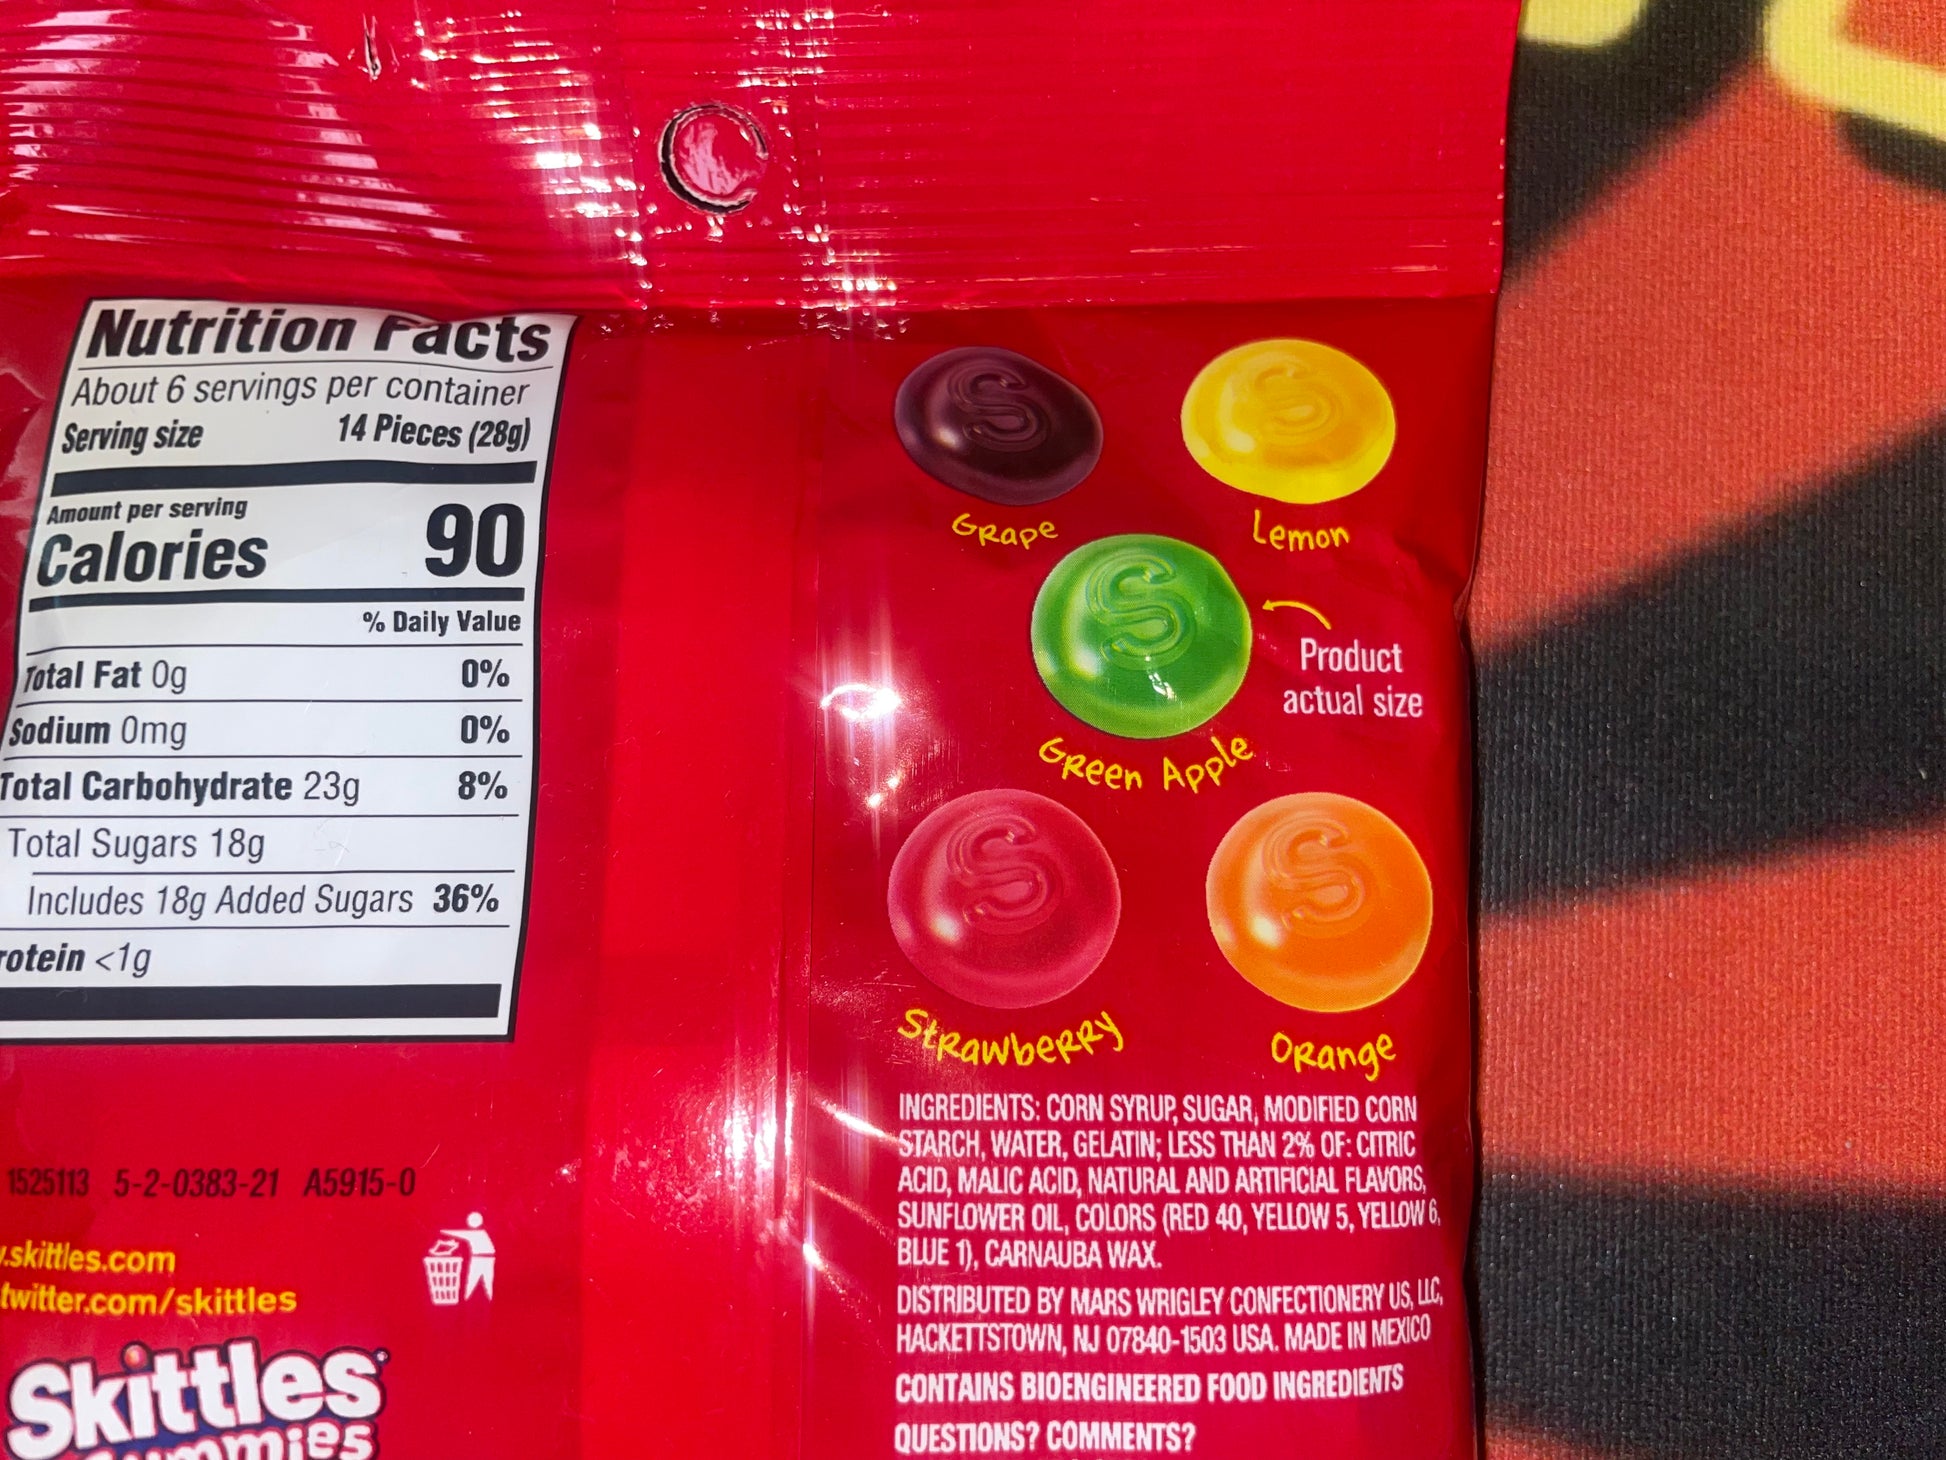 Nutrition Facts
About 6 servings per container
Serving size 14 Pieces (28g)
Amount per serving
Calories 90
% Daily Value
Total Fat 0g 0%
Sodium 0mg 0%
Total Carbohydrate 23g 8%
Total Sugars 18g
Includes 18g Added Sugars 36%
rotein <1g
1525113 5-2-0383-21 A5915-0
.skittles.com
twitter.com/skittles
Skittles
Gummies
Grape
Lemon
Green Apple
Product
actual size
Strawberry
Orange
INGREDIENTS: CORN SYRUP, SUGAR, MODIFIED CORN
STARCH, WATER, GELATIN; LESS THAN 2% OF: CITRIC
ACID, MALIC ACID, NATURAL AND ARTIFICIAL FLAVORS,
SUNFLOWER OIL, COLORS (RED 40, YELLOW 5, YELLOW 6,
BLUE 1), CARNAUBA WAX.
DISTRIBUTED BY MARS WRIGLEY CONFECTIONERY US, LLC,
HACKETTSTOWN, NJ 07840-1503 USA. MADE IN MEXICO
CONTAINS BIOENGINEERED FOOD INGREDIENTS
QUESTIONS? COMMENTS?
S
S
S
S
S